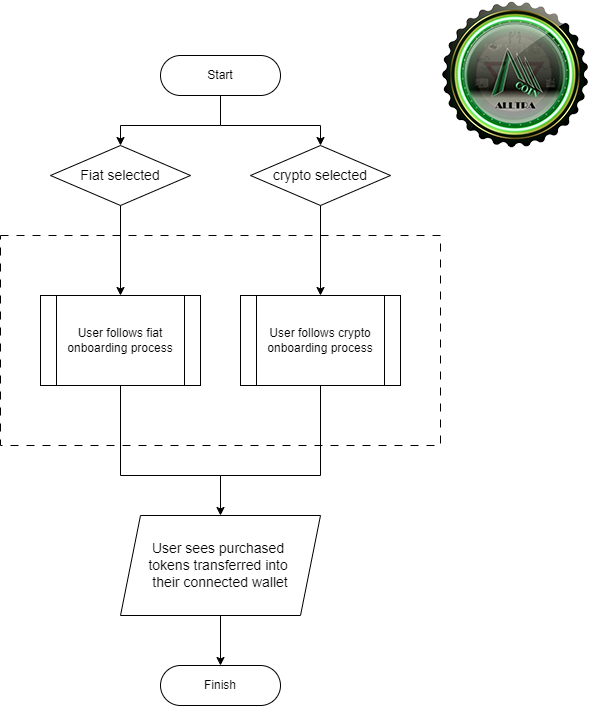 COIN
ALLTRA
Start
Fiat selected
crypto selected
User follows fiat
onboarding process
User follows crypto
onboarding process
User sees purchased
tokens transferred into
their connected wallet
Finish